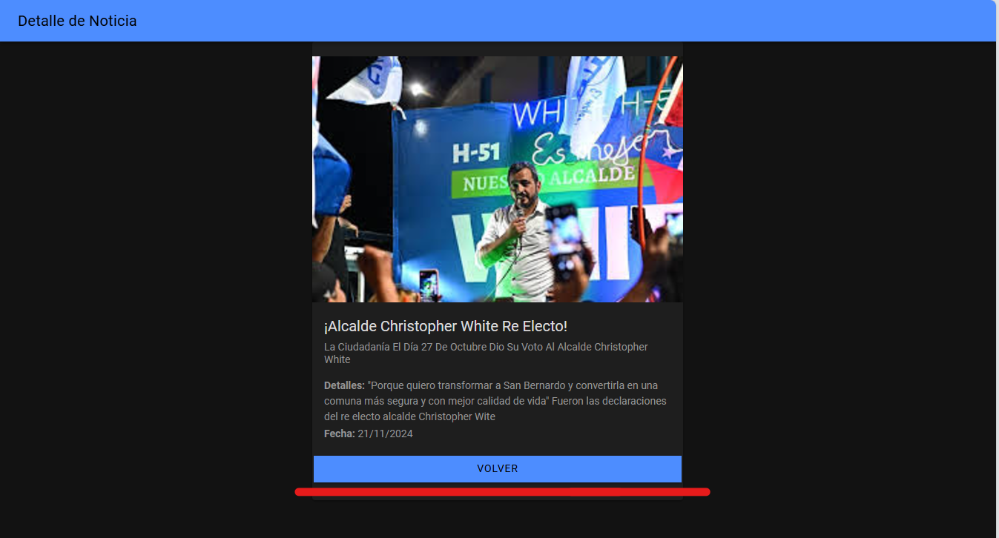 Detalle de Noticia
WHI H-5
H-51
Es
NUES O ALCALDE
WHIT
¡Alcalde Christopher White Re Electo!
La Ciudadanía El Día 27 De Octubre Dio Su Voto Al Alcalde Christopher
White
Detalles: "Porque quiero transformar a San Bernardo y convertirla en una
comuna más segura y con mejor calidad de vida" Fueron las declaraciones
del re electo alcalde Christopher Wite
Fecha: 21/11/2024
VOLVER